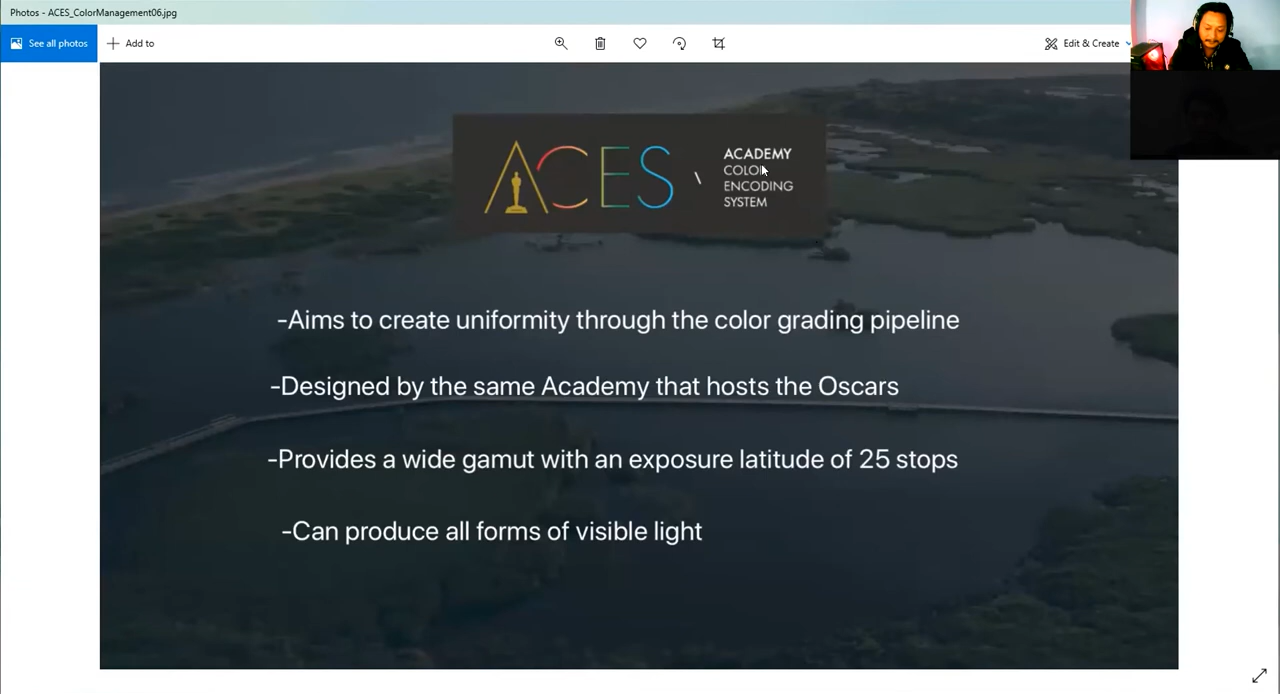 Photos - ACES_ColorManagement06.jpg
See all photos
Add to
Edit & Create
ACES \ ACADEMY
COLOR
ENCODING
SYSTEM
-Aims to create uniformity through the color grading pipeline
-Designed by the same Academy that hosts the Oscars
-Provides a wide gamut with an exposure latitude of 25 stops
-Can produce all forms of visible light